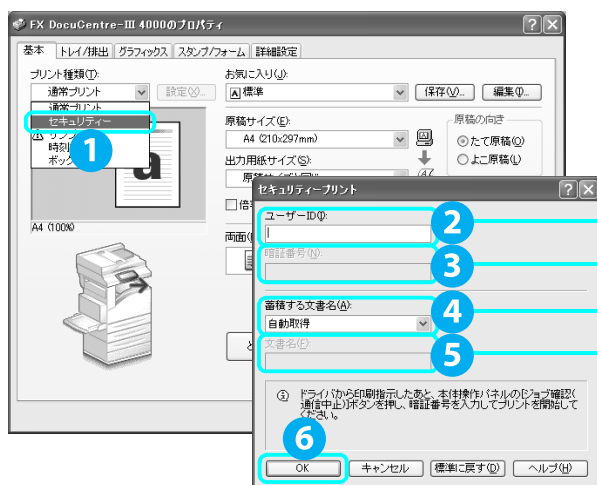 FX DocuCentre-III 4000のプロパティ
基本 トレイ/排出 グラフィックス スタンプ/フォーム 詳細設定
プリント種類(T): お気に入り(J):
通常プリント 設定(X)... 標準 保存(V)... 編集(I)...
通常プリント
セキュリティー
時刻
ボック
1
a
原稿サイズ(E): 原稿の向き
A4 (210x297mm) たて原稿(O)
よこ原稿(L)
出力用紙サイズ(S):
A4 (100%)
両面(
セキュリティープリント
ユーザーID(I):
2
暗証番号(N):
3
蓄積する文書名(A):
自動取得
4
文書名(F):
5
ドライバから印刷指示したあと、本体操作パネルの[ジョブ確認(
通信中止)]ボタンを押し、暗証番号を入力してプリントを開始して
ください。
6
OK キャンセル 標準に戻す(D) ヘルプ(H)